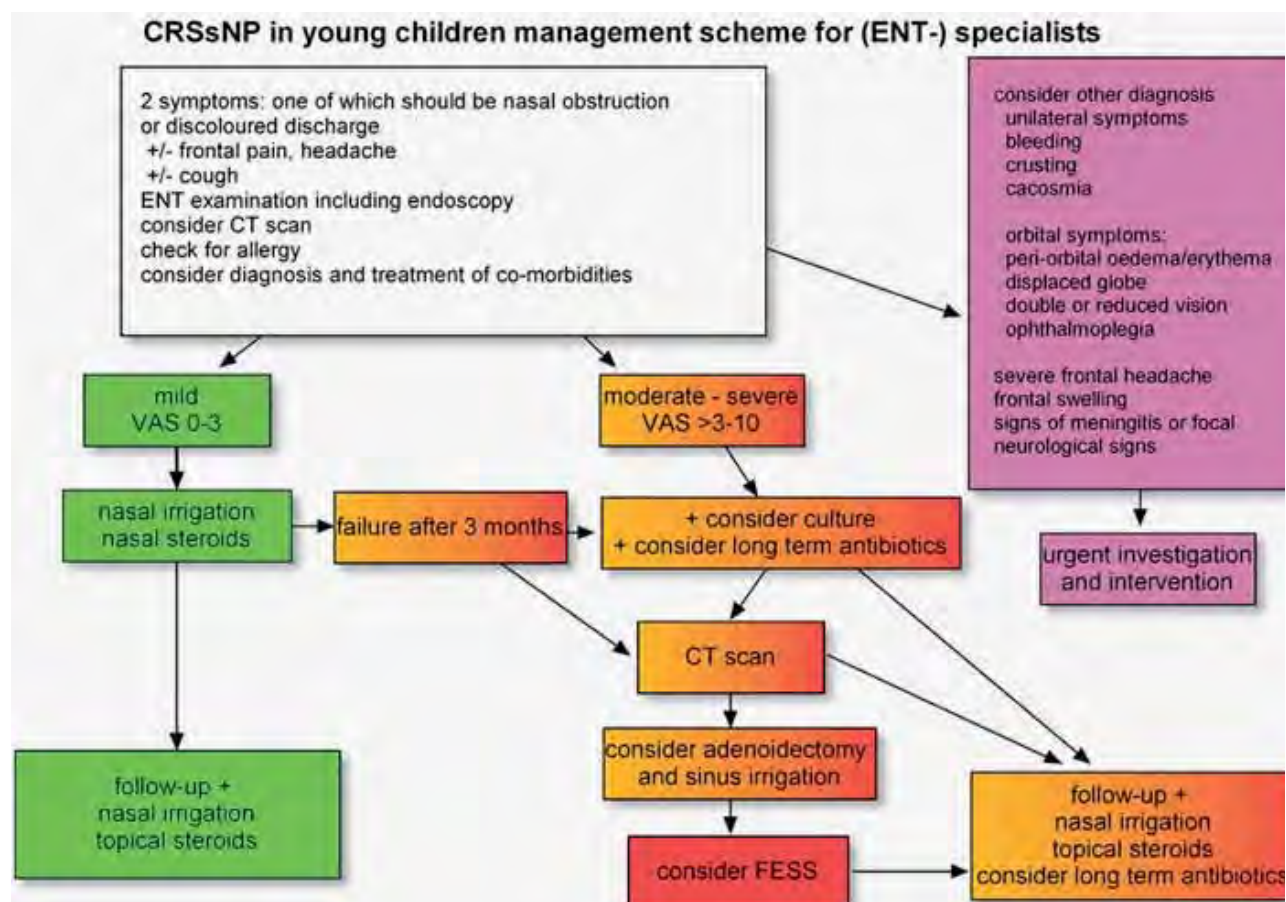 CRSsNP in young children management scheme for (ENT-) specialists
2 symptoms: one of which should be nasal obstruction
or discoloured discharge
+/- frontal pain, headache
+/- cough
ENT examination including endoscopy
consider CT scan
check for allergy
consider diagnosis and treatment of co-morbidities
consider other diagnosis
unilateral symptoms
bleeding
crusting
cacosmia
orbital symptoms:
peri-orbital oedema/erythema
displaced globe
double or reduced vision
ophthalmoplegia
severe frontal headache
frontal swelling
signs of meningitis or focal
neurological signs
mild
VAS 0-3
moderate - severe
VAS >3-10
nasal irrigation
nasal steroids
failure after 3 months
+ consider culture
+ consider long term antibiotics
urgent investigation
and intervention
CT scan
consider adenoidectomy
and sinus irrigation
follow-up +
nasal irrigation
topical steroids
consider FESS
follow-up +
nasal irrigation
topical steroids
consider long term antibiotics